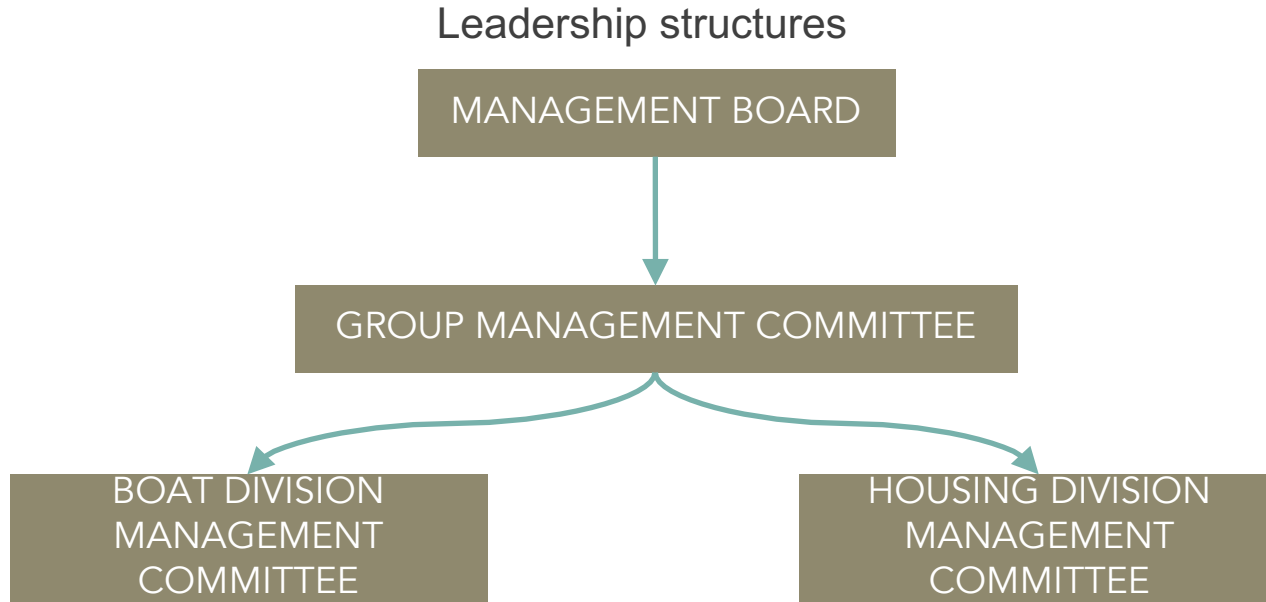 Leadership structures
MANAGEMENT BOARD
GROUP MANAGEMENT COMMITTEE
BOAT DIVISION
MANAGEMENT
COMMITTEE
HOUSING DIVISION
MANAGEMENT
COMMITTEE